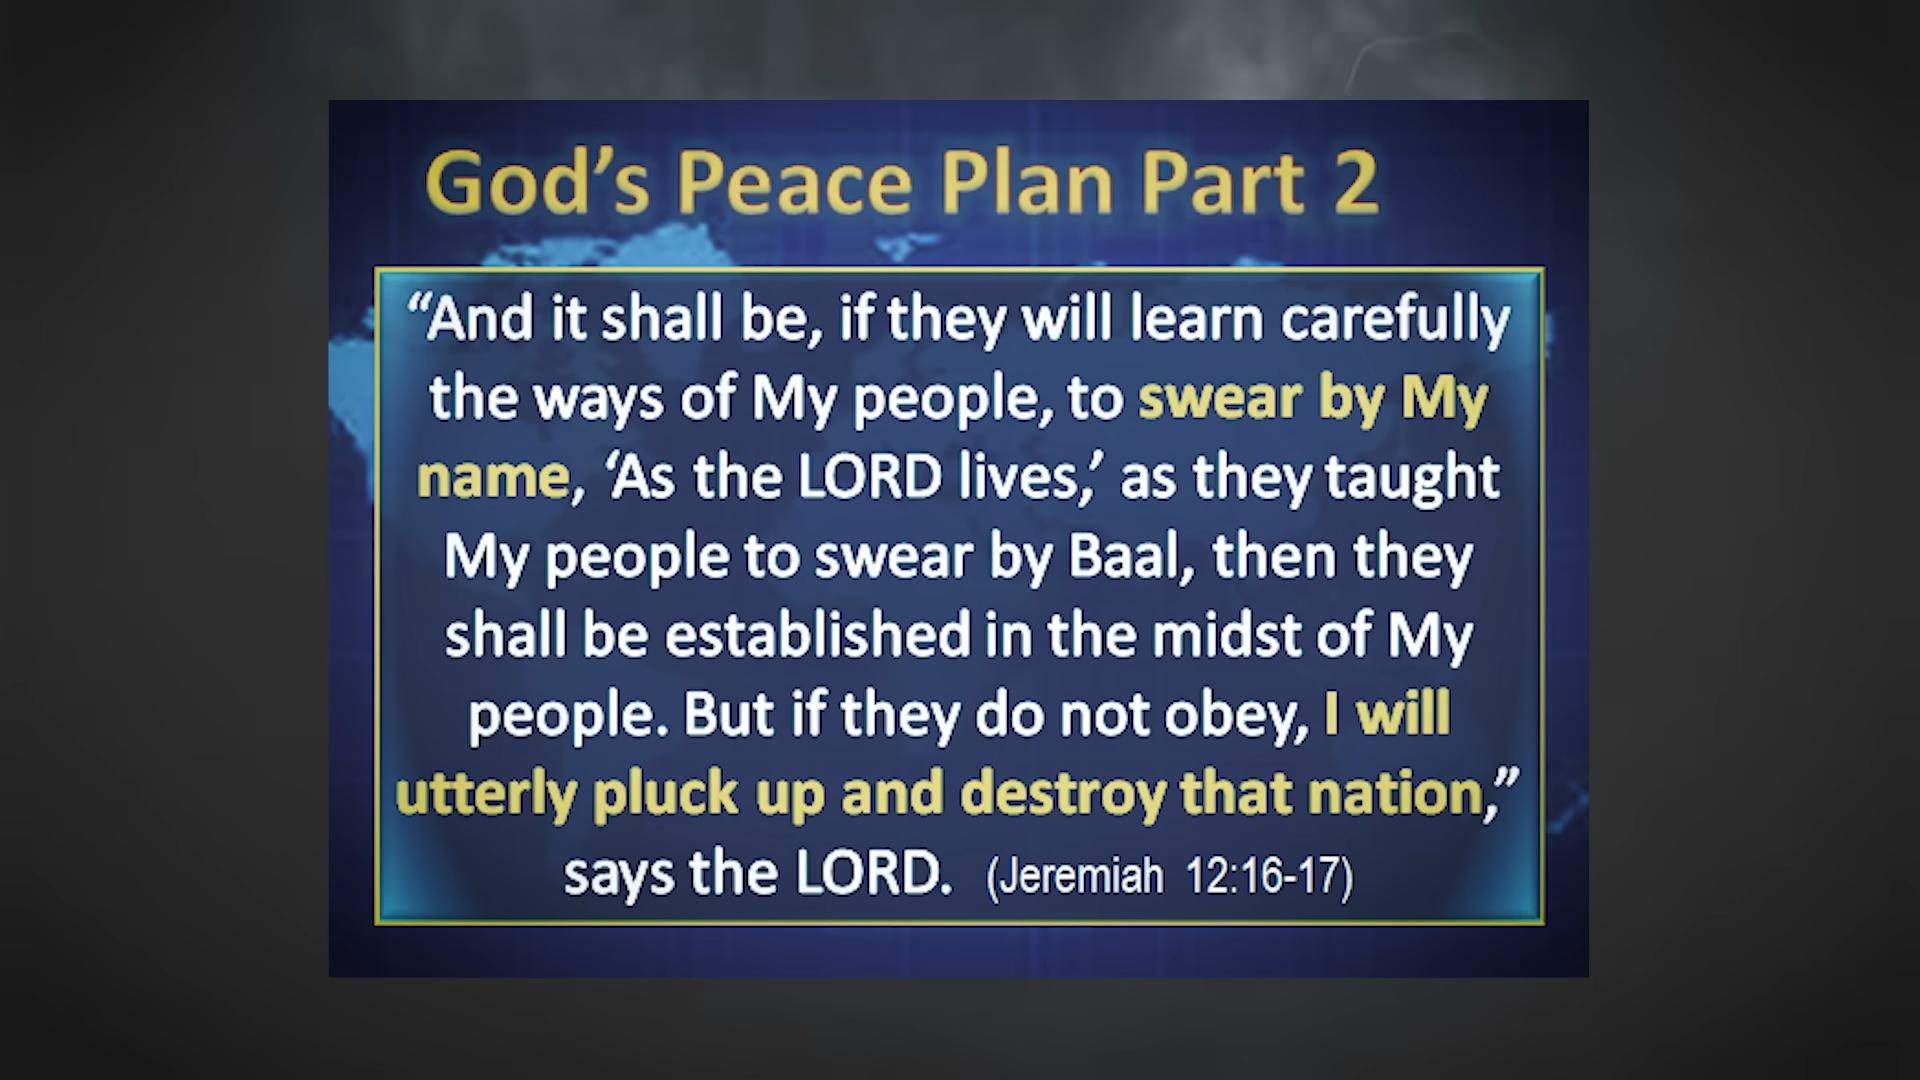 God’s Peace Plan Part 2
“And it shall be, if they will learn carefully
the ways of My people, to swear by My
name, ‘As the LORD lives,’ as they taught
My people to swear by Baal, then they
shall be established in the midst of My
people. But if they do not obey, I will
utterly pluck up and destroy that nation,”
says the LORD. (Jeremiah 12:16-17)